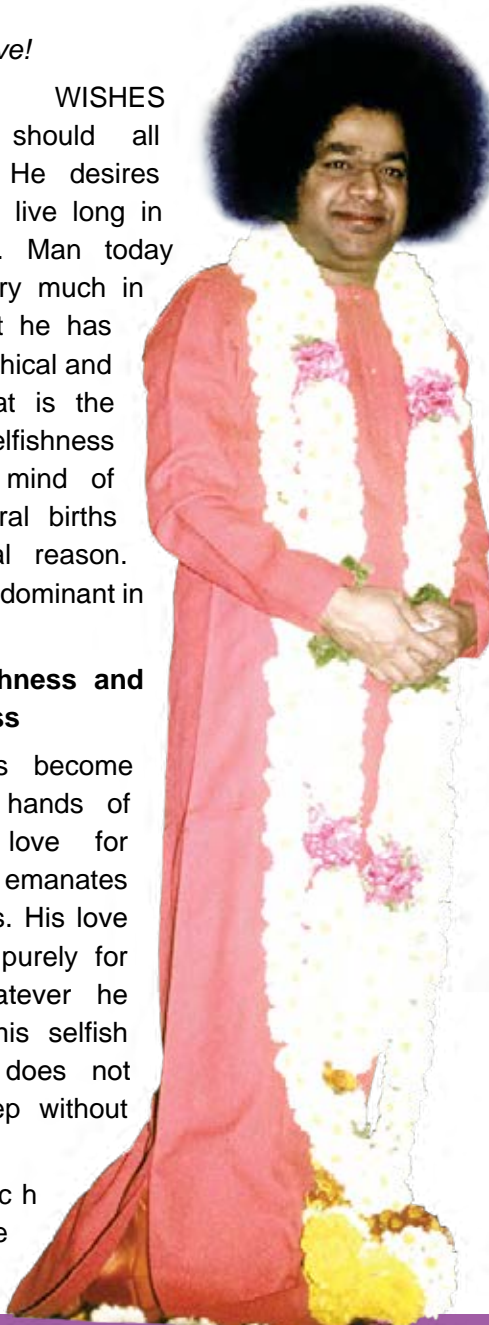 ve!
WISHES
should all
He desires
live long in
. Man today
ry much in
t he has
hical and
at is the
elfishness
mind of
ral births
al reason.
dominant in
hness and
ss
s become
hands of
love for
emanates
s. His love
purely for
atever he
his selfish
does not
ep without
c h
e